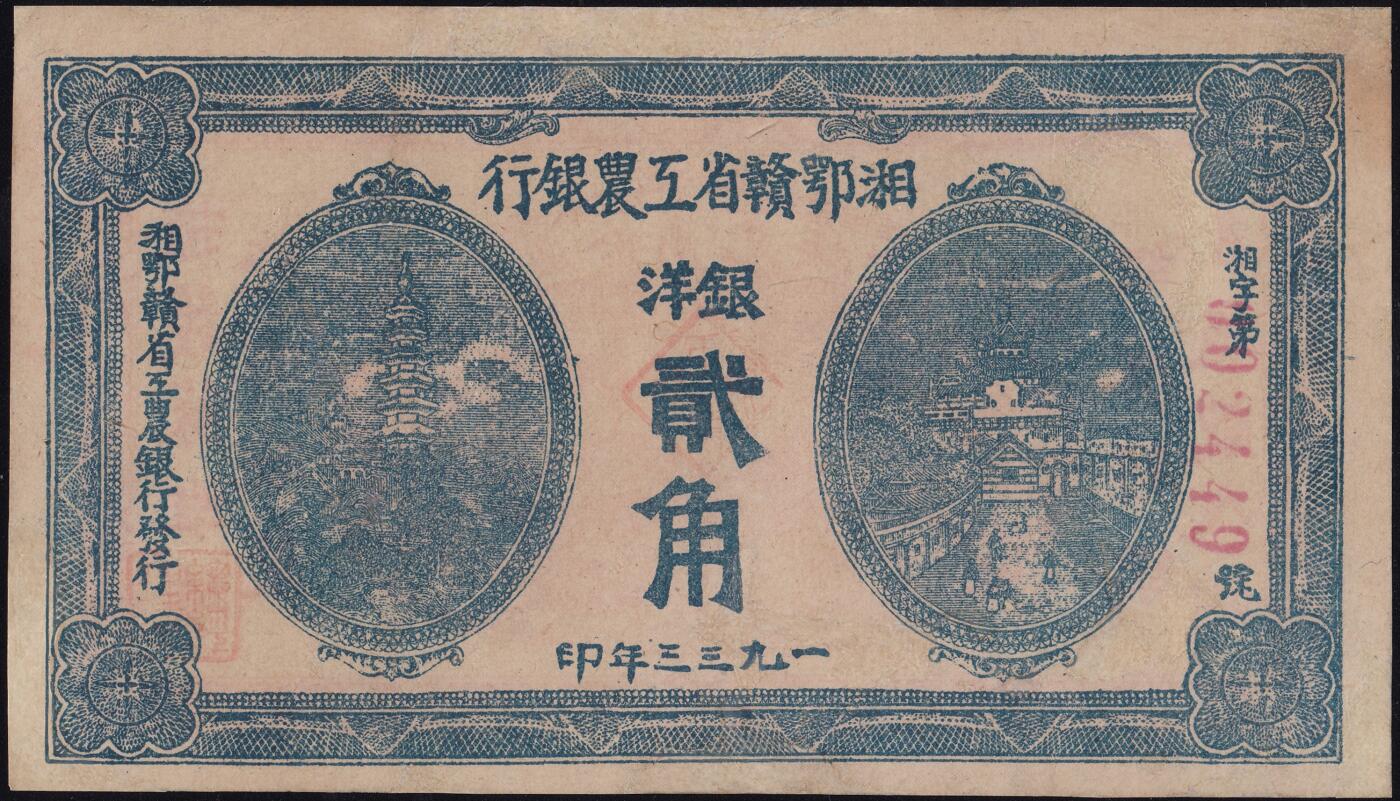 湘鄂贛省工農銀行
銀洋
貳角
一九三三年印
湘字第
002449
號
湘鄂贛省工農銀行發行